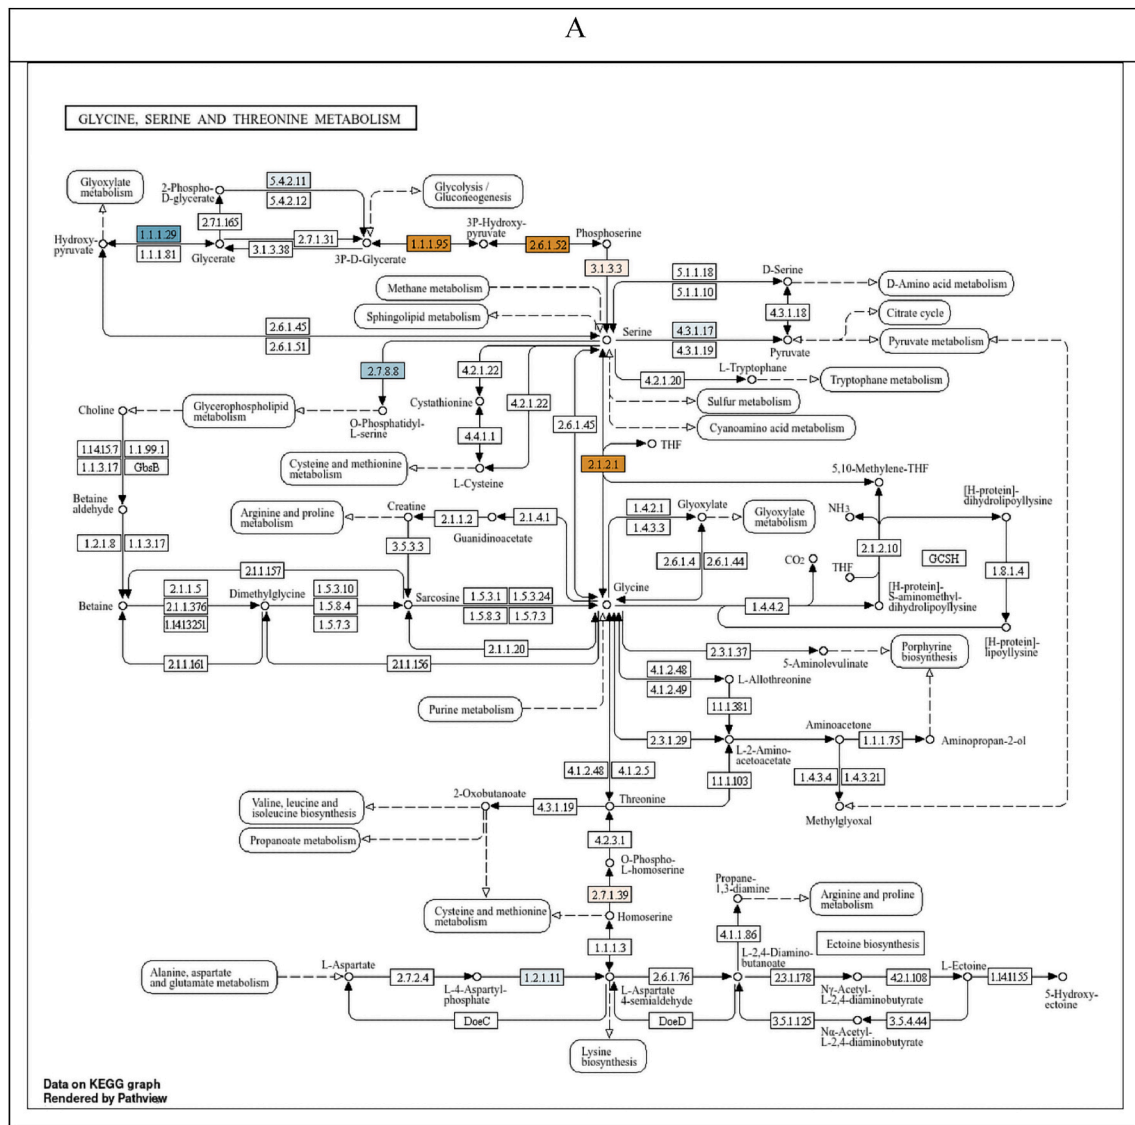 A
GLYCINE, SERINE AND THREONINE METABOLISM
Glyoxylate
metabolism
2-Phospho-
D-glycerate
5.4.2.11
5.4.2.12
Glycolysis /
Gluconeogenesis
2.7.1.165
3P-Hydroxy-
pyruvate
Phosphoserine
Hydroxy-
pyruvate
1.1.1.29
1.1.1.81
Glycerate
2.7.1.31
3.1.3.38
3P-D-Glycerate
1.1.1.95
2.6.1.52
3.1.3.3
Methane metabolism
Sphingolipid metabolism
5.1.1.18
5.1.1.10
D-Serine
D-Amino acid metabolism
4.3.1.18
Citrate cycle
2.6.1.45
2.6.1.51
Serine
4.3.1.17
4.3.1.19
Pyruvate
Pyruvate metabolism
2.7.8.8
4.2.1.22
4.2.1.22
L-Tryptophane
4.2.1.20
Tryptophane metabolism
Choline
Glycerophospholipid
metabolism
O-Phosphatidyl-
L-serine
Cystathionine
Sulfur metabolism
2.6.1.45
Cyanoamino acid metabolism
1.14.15.7
1.1.99.1
1.1.3.17
GbsB
4.4.1.1
THF
Cysteine and methionine
metabolism
L-Cysteine
2.1.2.1
5,10-Methylene-THF
Betaine
aldehyde
[H-protein]-
dihydrolipoyllysine
Arginine and proline
metabolism
Creatine
2.1.1.2
2.1.4.1
Guanidinoacetate
1.4.2.1
1.4.3.3
Glyoxylate
Glyoxylate
metabolism
NH3
1.2.1.8
1.1.3.17
3.5.3.3
2.6.1.4
2.6.1.44
CO2
2.1.2.10
GCSH
THF
1.8.1.4
2.1.1.157
Betaine
2.1.1.5
2.1.1.376
1.14.13251
Dimethylglycine
1.5.3.10
1.5.8.4
1.5.7.3
Sarcosine
1.5.3.1
1.5.3.24
1.5.8.3
1.5.7.3
Glycine
1.4.4.2
[H-protein]-
S-aminomethyl-
dihydrolipoyllysine
[H-protein]-
lipoyllysine
2.1.1.20
2.1.1.161
2.1.1.156
2.3.1.37
5-Aminolevulinate
Porphyrine
biosynthesis
4.1.2.48
4.1.2.49
L-Allothreonine
Purine metabolism
1.1.1.381
Aminoacetone
2.3.1.29
L-2-Amino-
acetoacetate
1.1.1.75
Aminopropan-2-ol
4.1.2.48
4.1.2.5
1.1.1.103
1.4.3.4
1.4.3.21
Valine, leucine and
isoleucine biosynthesis
2-Oxobutanoate
4.3.1.19
Threonine
Methylglyoxal
Propanoate metabolism
4.2.3.1
O-Phospho-
L-homoserine
Propane-
1,3-diamine
Arginine and proline
metabolism
2.7.1.39
Cysteine and methionine
metabolism
Homoserine
4.1.1.86
Ectoine biosynthesis
1.1.1.3
Alanine, aspartate
and glutamate metabolism
L-Aspartate
2.7.2.4
L-4-Aspartyl-
phosphate
1.2.1.11
L-Aspartate
4-semialdehyde
2.6.1.76
L-2,4-Diamino-
butanoate
2.3.1.178
Nγ-Acetyl-
L-2,4-diaminobutyrate
4.2.1.108
L-Ectoine
1.14.11.55
5-Hydroxy-
ectoine
DoeC
DoeD
3.5.1.125
Nα-Acetyl-
L-2,4-diaminobutyrate
3.5.4.44
Lysine
biosynthesis
Data on KEGG graph
Rendered by Pathview